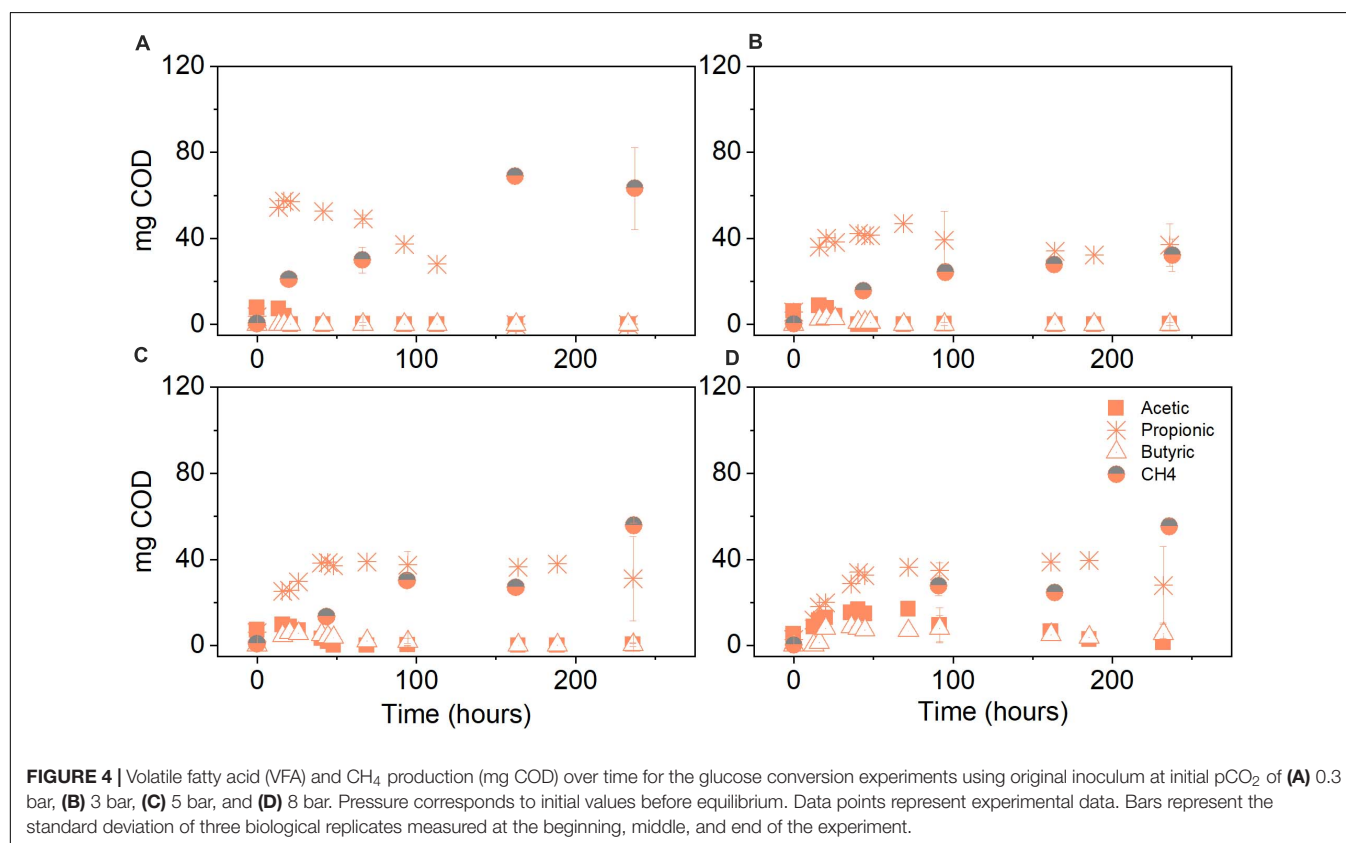 A
B
120
80
40
0
mg COD
0
100
200
120
80
40
0
mg COD
0
100
200
C
D
120
80
40
0
mg COD
0
100
200
Time (hours)
120
80
40
0
mg COD
0
100
200
Time (hours)
Acetic
Propionic
Butyric
CH4
FIGURE 4 | Volatile fatty acid (VFA) and CH₄ production (mg COD) over time for the glucose conversion experiments using original inoculum at initial pCO₂ of (A) 0.3
bar, (B) 3 bar, (C) 5 bar, and (D) 8 bar. Pressure corresponds to initial values before equilibrium. Data points represent experimental data. Bars represent the
standard deviation of three biological replicates measured at the beginning, middle, and end of the experiment.